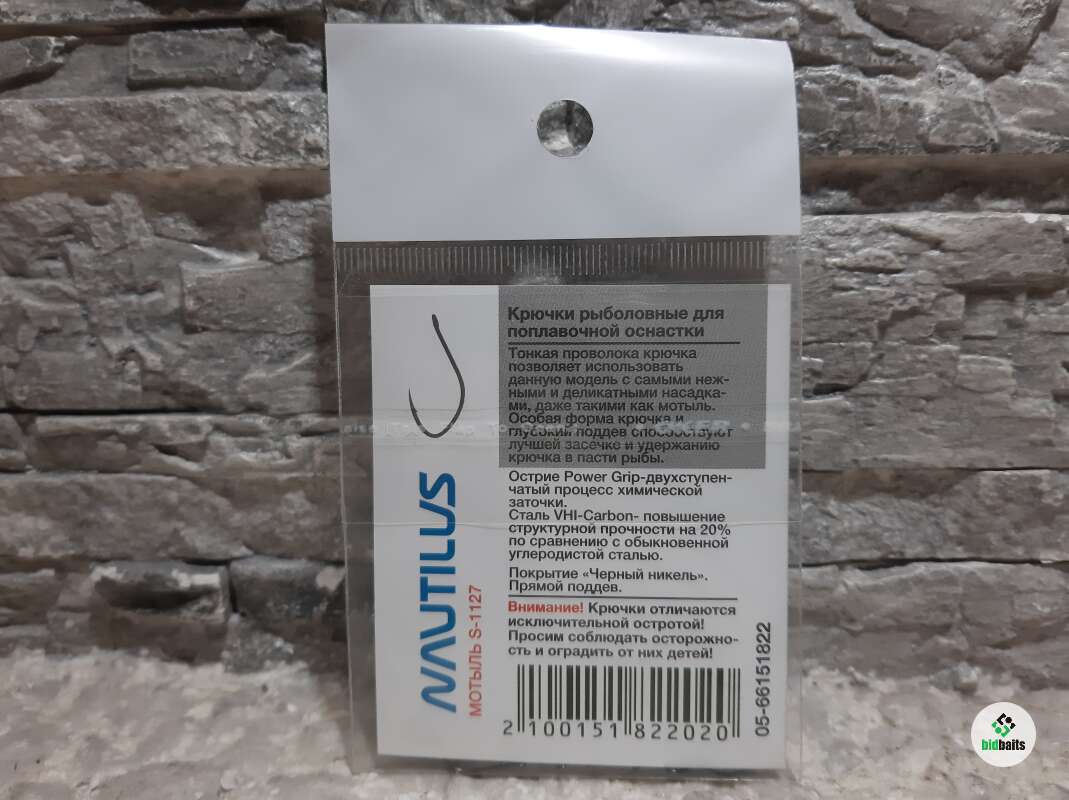 Крючки рыболовные для
поплавочной оснастки
Тонкая проволока крючка
позволяет использовать
данную модель с самыми неж-
ными и деликатными насадка-
ми, даже такими как мотыль.
Особая форма крючка и
глубокий поддев способствуют
лучшей засечке и удержанию
крючка в пасти рыбы.
Острие Power Grip-двухступен-
чатый процесс химической
заточки.
Сталь VHI-Carbon- повышение
структурной прочности на 20%
по сравнению с обыкновенной
углеродистой сталью.
Покрытие «Черный никель».
Прямой поддев.
Внимание! Крючки отличаются
исключительной остротой!
Просим соблюдать осторожно-
сть и оградить от них детей!
2 100151 822020
05-66151822
NAUTILUS
МОТЫЛЬ S-1127
bidbaits